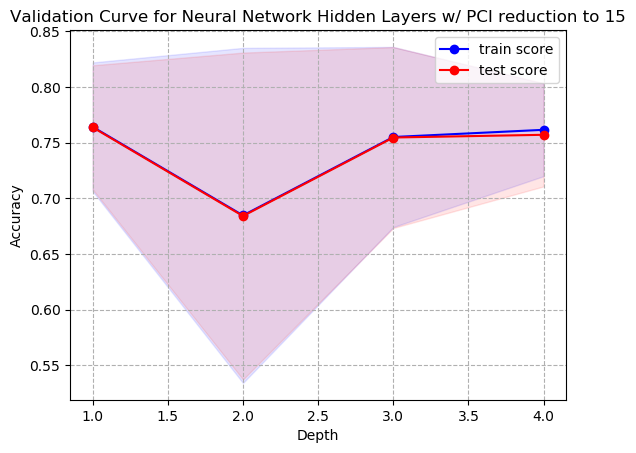 Validation Curve for Neural Network Hidden Layers w/ PCI reduction to 15
train score
test score
0.85
0.80
0.75
0.70
0.65
0.60
0.55
Accuracy
1.0 1.5 2.0 2.5 3.0 3.5 4.0
Depth